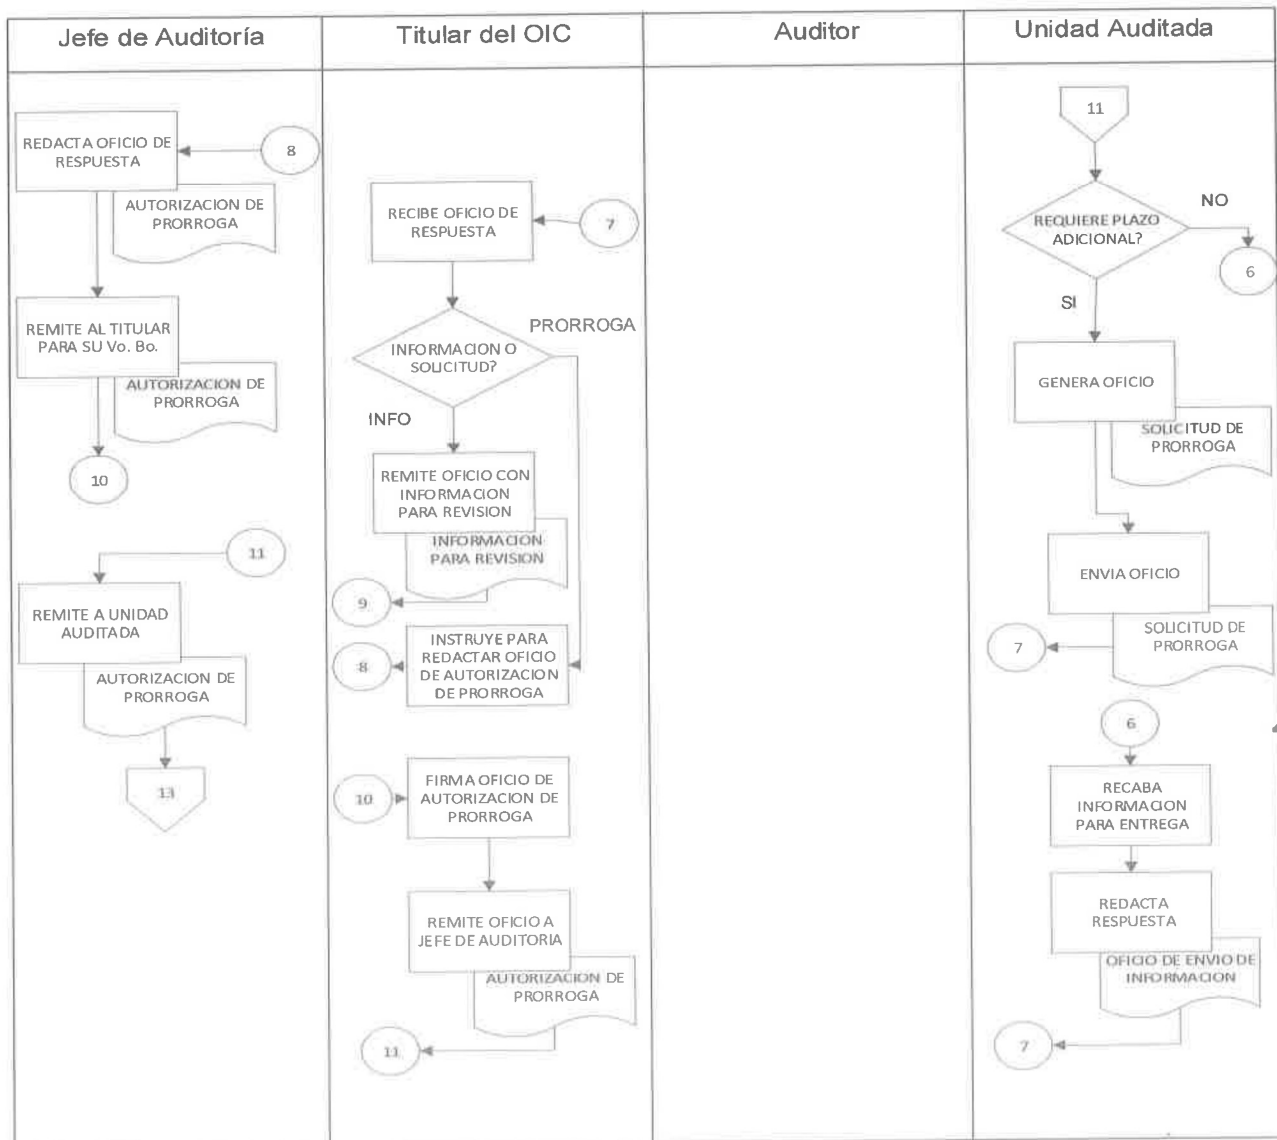 Jefe de Auditoría
Titular del OIC
Auditor
Unidad Auditada
REDACTA OFICIO DE
RESPUESTA
8
AUTORIZACION DE
PRORROGA
REMITE AL TITULAR
PARA SU Vo. Bo.
AUTORIZACION DE
PRORROGA
10
11
REMITE A UNIDAD
AUDITADA
AUTORIZACION DE
PRORROGA
13
RECIBE OFICIO DE
RESPUESTA
7
INFORMACION O
SOLICITUD?
PRORROGA
INFO
REMITE OFICIO CON
INFORMACION
PARA REVISION
INFORMACION
PARA REVISION
9
INSTRUYE PARA
REDACTAR OFICIO
DE AUTORIZACION
DE PRORROGA
8
10
FIRMA OFICIO DE
AUTORIZACION DE
PRORROGA
REMITE OFICIO A
JEFE DE AUDITORIA
AUTORIZACION DE
PRORROGA
11
11
REQUIERE PLAZO
ADICIONAL?
NO
6
SI
GENERA OFICIO
SOLICITUD DE
PRORROGA
ENVIA OFICIO
SOLICITUD DE
PRORROGA
7
6
RECABA
INFORMACION
PARA ENTREGA
REDACTA
RESPUESTA
OFICIO DE ENVIO DE
INFORMACION
7